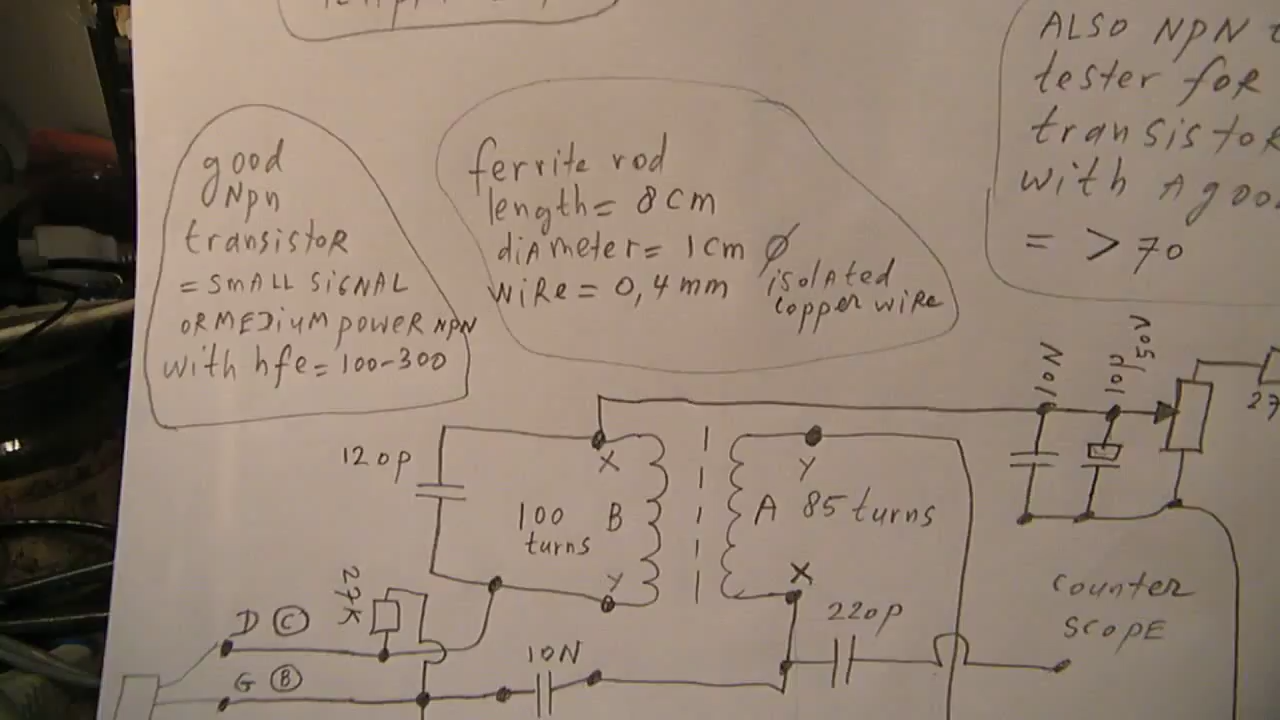 good
Npn
transistoR
= SMALL SiGNAL
OR MEDiUM poweR NPN
with hfe = 100-300
ferrite rod
length = 8 cm
diAmeter = 1 cm Ø
wiRe = 0,4 mm
isolAted
copper wiRe
ALSO NPN
tester foR
transistoR
with A
= > 70
10N
10µ
50V
27
120p
X
Y
100
turns
B
A 85 turns
Y
X
27K
D (C)
G (B)
10N
220p
counter
scopE